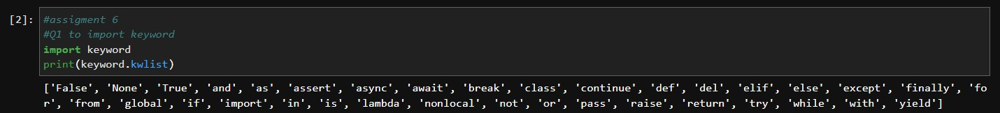 [2]: #assigment 6
#Q1 to import keyword
import keyword
print(keyword.kwlist)
['False', 'None', 'True', 'and', 'as', 'assert', 'async', 'await', 'break', 'class', 'continue', 'def', 'del', 'elif', 'else', 'except', 'finally', 'fo
r', 'from', 'global', 'if', 'import', 'in', 'is', 'lambda', 'nonlocal', 'not', 'or', 'pass', 'raise', 'return', 'try', 'while', 'with', 'yield']